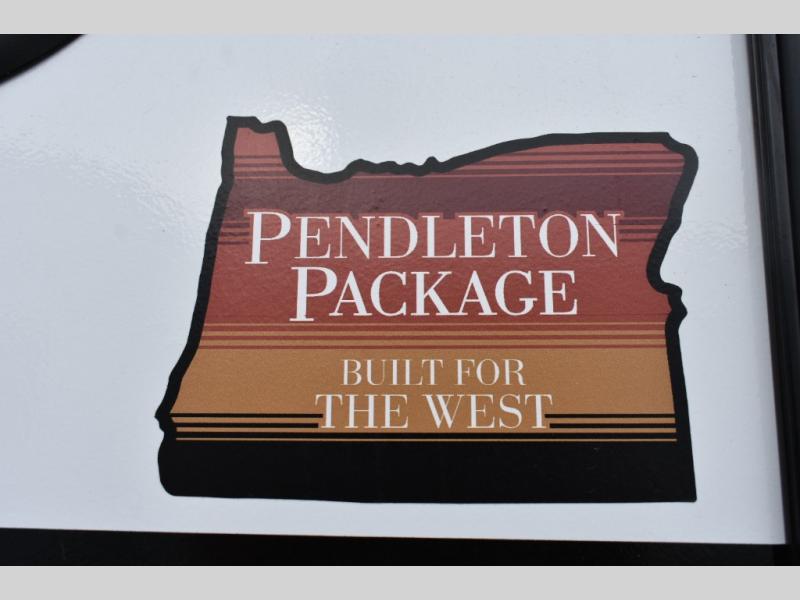 PENDLETON
PACKAGE
BUILT FOR
THE WEST